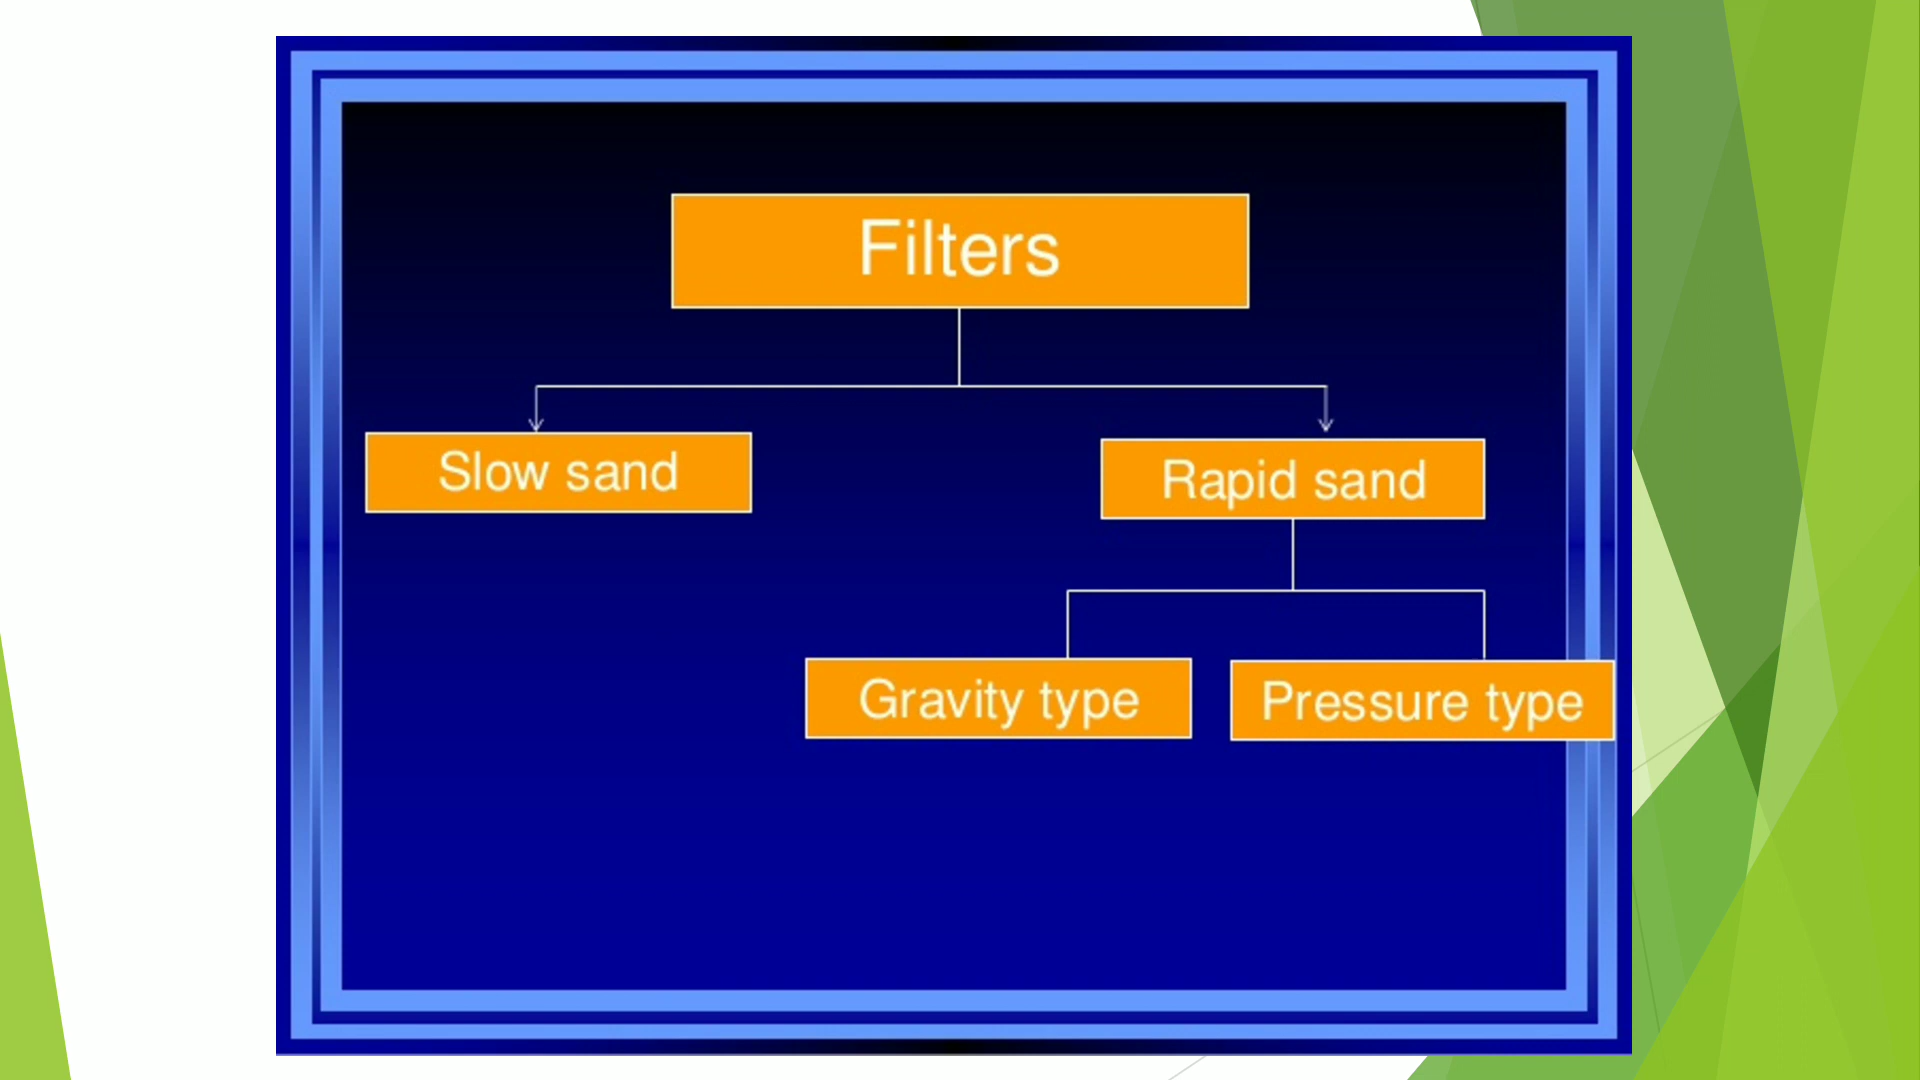 Filters
Slow sand
Rapid sand
Gravity type
Pressure type